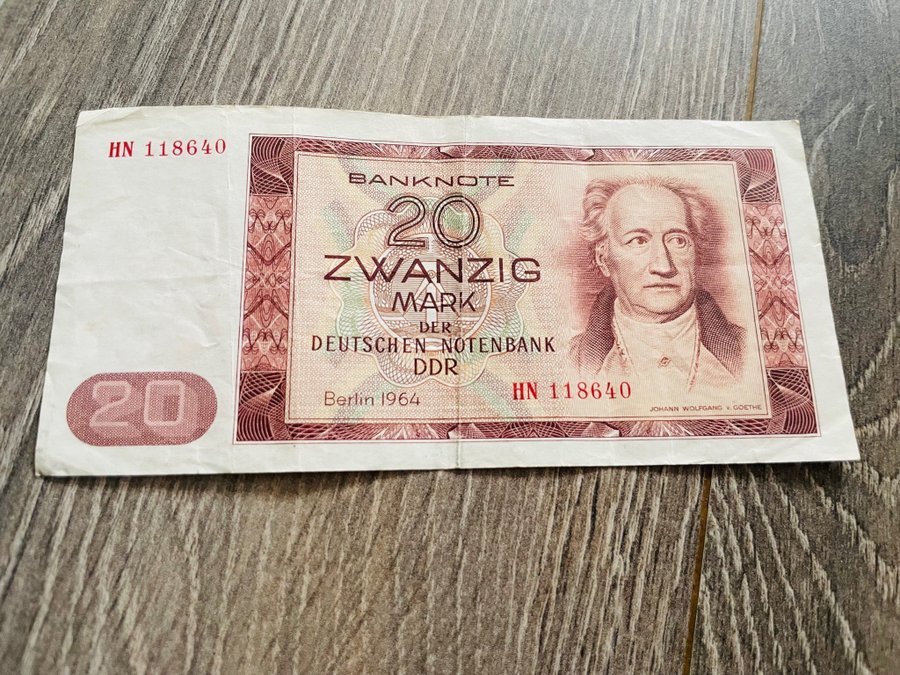 HN 118640
BANKNOTE
20
ZWANZIG
MARK
DER
DEUTSCHEN NOTENBANK
DDR
Berlin 1964
HN 118640
JOHANN WOLFGANG v. GOETHE
20